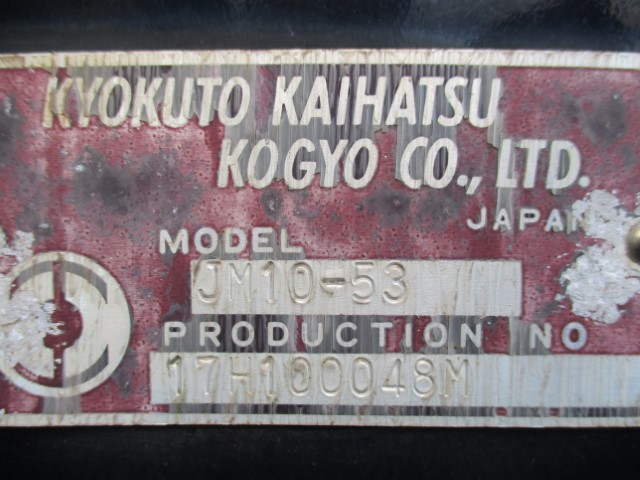 KYOKUTO KAIHATSU
KOGYO CO., LTD.
JAPAN
MODEL
JM10-53
PRODUCTION NO
17H100048M